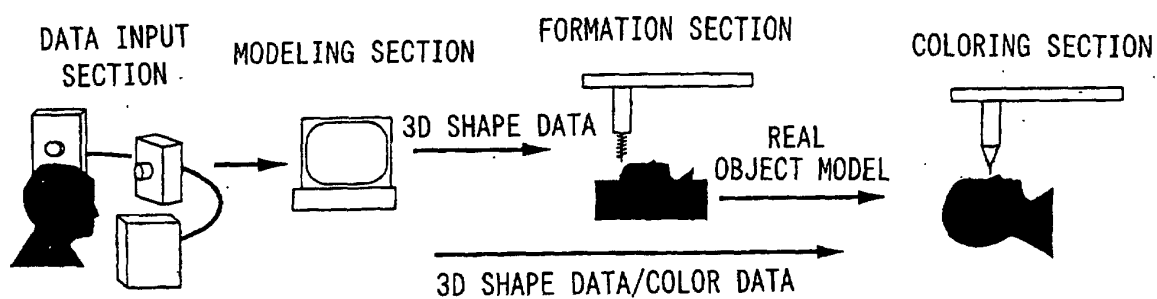 DATA INPUT
SECTION
MODELING SECTION
FORMATION SECTION
COLORING SECTION
3D SHAPE DATA
REAL
OBJECT MODEL
3D SHAPE DATA/COLOR DATA